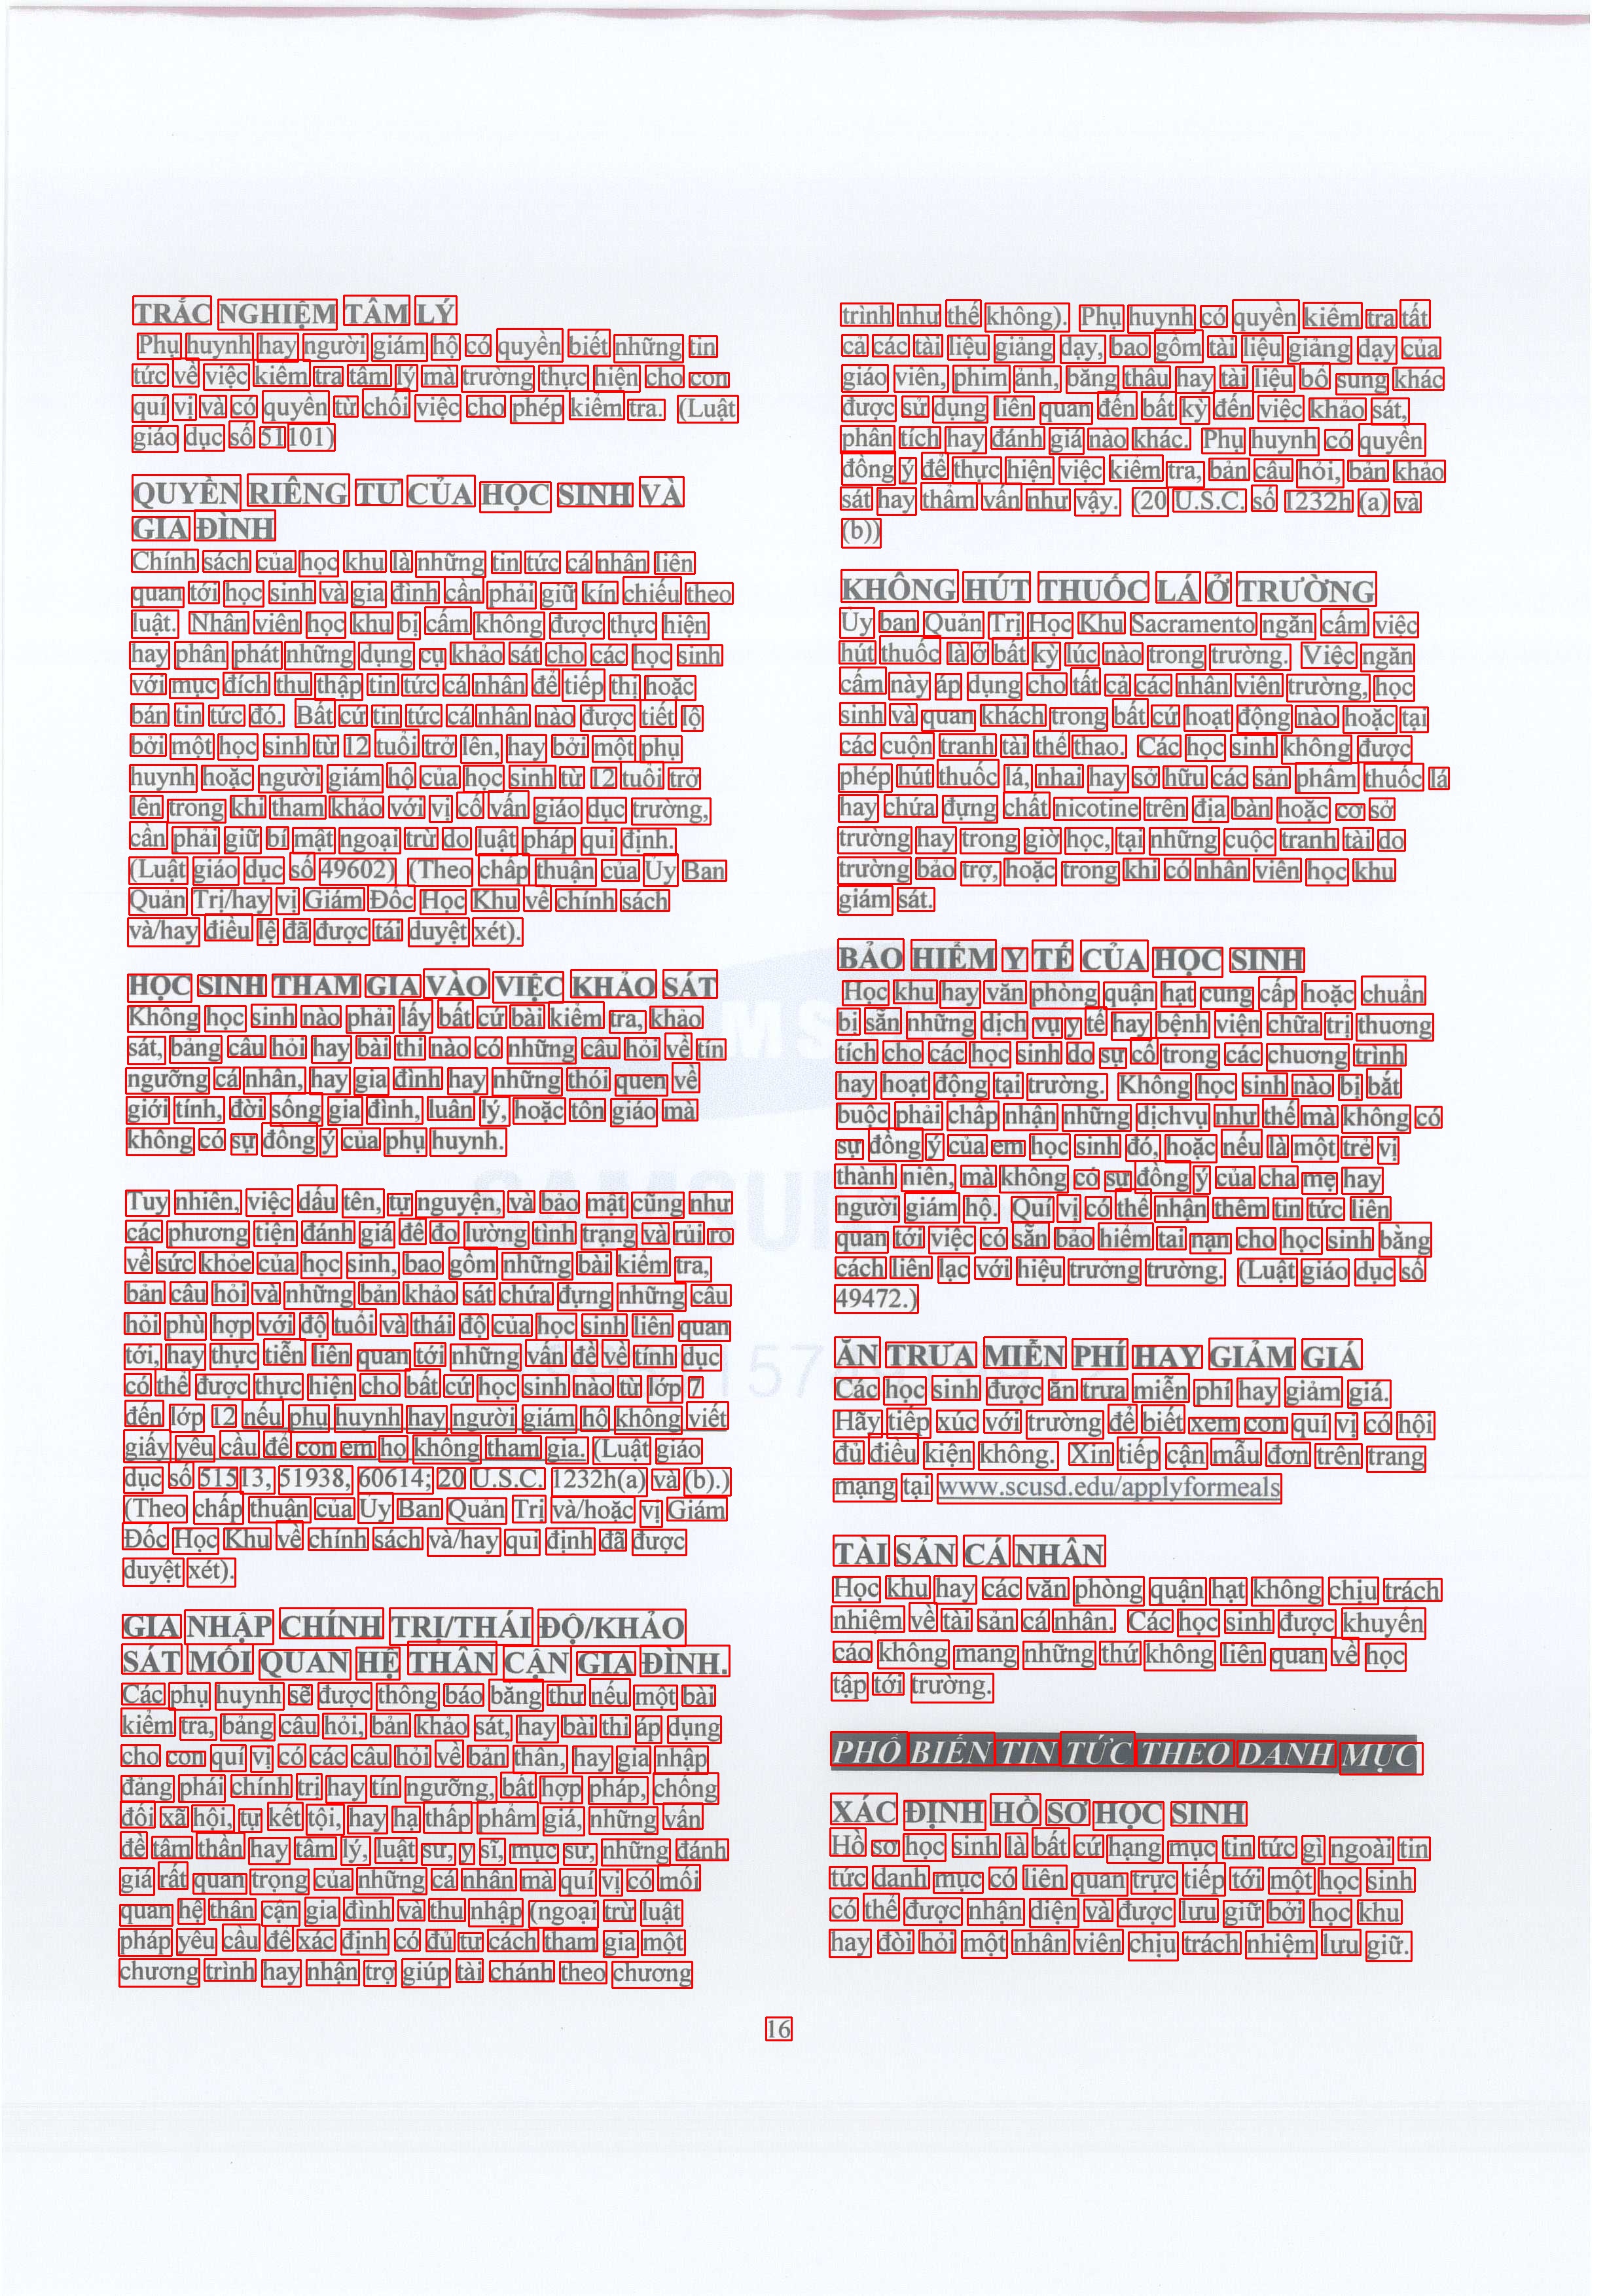 TRẮC NGHIỆM TÂM LÝ
Phụ huynh hay người giám hộ có quyền biết những tin
tức về việc kiểm tra tâm lý mà trường thực hiện cho con
quí vị và có quyền từ chối việc cho phép kiểm tra. (Luật
giáo dục số 51101)
QUYỀN RIÊNG TƯ CỦA HỌC SINH VÀ
GIA ĐÌNH
Chính sách của học khu là những tin tức cá nhân liên
quan tới học sinh và gia đình cần phải giữ kín chiếu theo
luật. Nhân viên học khu bị cấm không được thực hiện
hay phân phát những dụng cụ khảo sát cho các học sinh
với mục đích thu thập tin tức cá nhân để tiếp thị hoặc
bán tin tức đó. Bất cứ tin tức cá nhân nào được tiết lộ
bởi một học sinh từ 12 tuổi trở lên, hay bởi một phụ
huynh hoặc người giám hộ của học sinh từ 12 tuổi trở
lên trong khi tham khảo với vị cố vấn giáo dục trường,
cần phải giữ bí mật ngoại trừ do luật pháp qui định.
(Luật giáo dục số 49602) (Theo chấp thuận của Ủy Ban
Quản Trị/hay vị Giám Đốc Học Khu về chính sách
và/hay điều lệ đã được tái duyệt xét).
HỌC SINH THAM GIA VÀO VIỆC KHẢO SÁT
Không học sinh nào phải lấy bất cứ bài kiểm tra, khảo
sát, bảng câu hỏi hay bài thi nào có những câu hỏi về tín
ngưỡng cá nhân, hay gia đình hay những thói quen về
giới tính, đời sống gia đình, luân lý, hoặc tôn giáo mà
không có sự đồng ý của phụ huynh.
Tuy nhiên, việc dấu tên, tự nguyện, và bảo mật cũng như
các phương tiện đánh giá để đo lường tình trạng và rủi ro
về sức khỏe của học sinh, bao gồm những bài kiểm tra,
bản câu hỏi và những bản khảo sát chứa đựng những câu
hỏi phù hợp với độ tuổi và thái độ của học sinh liên quan
tới, hay thực tiễn liên quan tới những vấn đề về tính dục
có thể được thực hiện cho bất cứ học sinh nào từ lớp 7
đến lớp 12 nếu phụ huynh hay người giám hộ không viết
giấy yêu cầu để con em họ không tham gia. (Luật giáo
dục số 51513, 51938, 60614; 20 U.S.C. 1232h(a) và (b).)
(Theo chấp thuận của Ủy Ban Quản Trị và/hoặc vị Giám
Đốc Học Khu về chính sách và/hay qui định đã được
duyệt xét).
GIA NHẬP CHÍNH TRỊ/THÁI ĐỘ/KHẢO
SÁT MỐI QUAN HỆ THÂN CẬN GIA ĐÌNH.
Các phụ huynh sẽ được thông báo bằng thư nếu một bài
kiểm tra, bảng câu hỏi, bản khảo sát, hay bài thi áp dụng
cho con quí vị có các câu hỏi về bản thân, hay gia nhập
đảng phái chính trị hay tín ngưỡng, bất hợp pháp, chống
đối xã hội, tự kết tội, hay hạ thấp phẩm giá, những vấn
đề tâm thần hay tâm lý, luật sư, y sĩ, mục sư, những đánh
giá rất quan trọng của những cá nhân mà quí vị có mối
quan hệ thân cận gia đình và thu nhập (ngoại trừ luật
pháp yêu cầu để xác định có đủ tư cách tham gia một
chương trình hay nhận trợ giúp tài chánh theo chương
trình như thế không). Phụ huynh có quyền kiểm tra tất
cả các tài liệu giảng dạy, bao gồm tài liệu giảng dạy của
giáo viên, phim ảnh, băng thâu hay tài liệu bổ sung khác
được sử dụng liên quan đến bất kỳ đến việc khảo sát,
phân tích hay đánh giá nào khác. Phụ huynh có quyền
đồng ý để thực hiện việc kiểm tra, bản câu hỏi, bản khảo
sát hay thẩm vấn như vậy. (20 U.S.C. số 1232h (a) và
(b))
KHÔNG HÚT THUỐC LÁ Ở TRƯỜNG
Ủy ban Quản Trị Học Khu Sacramento ngăn cấm việc
hút thuốc là ở bất kỳ lúc nào trong trường. Việc ngăn
cấm này áp dụng cho tất cả các nhân viên trường, học
sinh và quan khách trong bất cứ hoạt động nào hoặc tại
các cuộn tranh tài thể thao. Các học sinh không được
phép hút thuốc lá, nhai hay sở hữu các sản phẩm thuốc lá
hay chứa đựng chất nicotine trên địa bàn hoặc cơ sở
trường hay trong giờ học, tại những cuộc tranh tài do
trường bảo trợ, hoặc trong khi có nhân viên học khu
giám sát.
BẢO HIỂM Y TẾ CỦA HỌC SINH
Học khu hay văn phòng quận hạt cung cấp hoặc chuẩn
bị sẵn những dịch vụ y tế hay bệnh viện chữa trị thương
tích cho các học sinh do sự cố trong các chương trình
hay hoạt động tại trường. Không học sinh nào bị bắt
buộc phải chấp nhận những dịchvụ như thế mà không có
sự đồng ý của em học sinh đó, hoặc nếu là một trẻ vị
thành niên, mà không có sự đồng ý của cha mẹ hay
người giám hộ. Quí vị có thể nhận thêm tin tức liên
quan tới việc có sẵn bảo hiểm tai nạn cho học sinh bằng
cách liên lạc với hiệu trưởng trường. (Luật giáo dục số
49472.)
ĂN TRƯA MIỄN PHÍ HAY GIẢM GIÁ
Các học sinh được ăn trưa miễn phí hay giảm giá.
Hãy tiếp xúc với trường để biết xem con quí vị có hội
đủ điều kiện không. Xin tiếp cận mẫu đơn trên trang
mạng tại www.scusd.edu/applyformeals
TÀI SẢN CÁ NHÂN
Học khu hay các văn phòng quận hạt không chịu trách
nhiệm về tài sản cá nhân. Các học sinh được khuyến
cáo không mang những thứ không liên quan về học
tập tới trường.
PHỔ BIẾN TIN TỨC THEO DANH MỤC
XÁC ĐỊNH HỒ SƠ HỌC SINH
Hồ sơ học sinh là bất cứ hạng mục tin tức gì ngoài tin
tức danh mục có liên quan trực tiếp tới một học sinh
có thể được nhận diện và được lưu giữ bởi học khu
hay đòi hỏi một nhân viên chịu trách nhiệm lưu giữ.
16